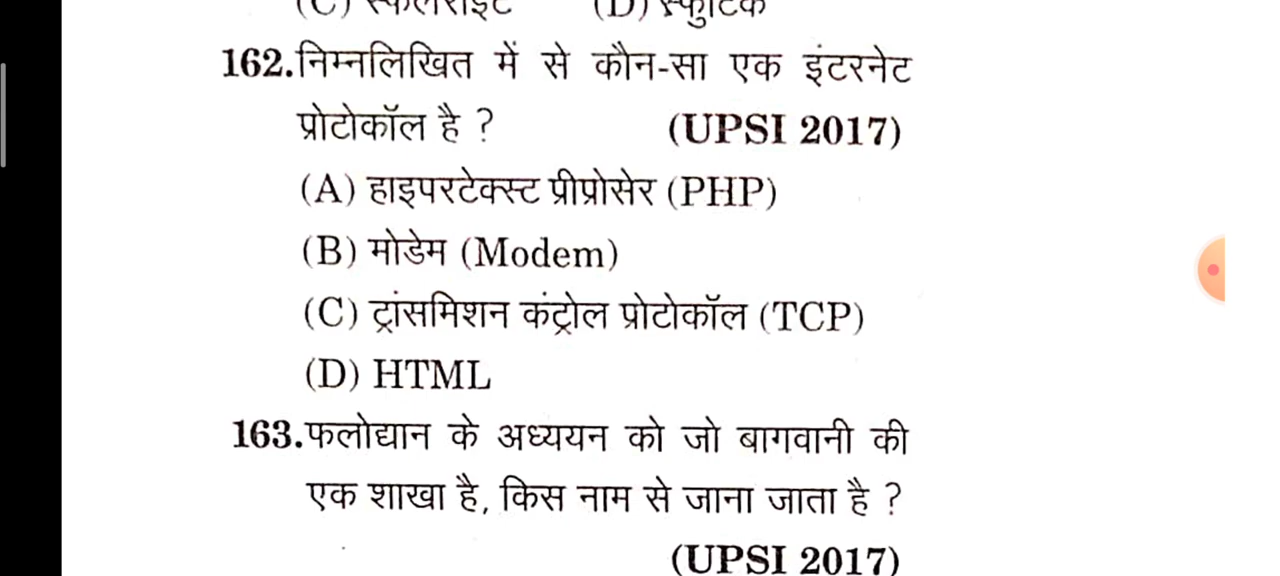 (C) स्फेलेराइट (D) स्फुटिक
162. निम्नलिखित में से कौन-सा एक इंटरनेट
प्रोटोकॉल है ? (UPSI 2017)
(A) हाइपरटेक्स्ट प्रीप्रोसेर (PHP)
(B) मोडेम (Modem)
(C) ट्रांसमिशन कंट्रोल प्रोटोकॉल (TCP)
(D) HTML
163. फलोद्यान के अध्ययन को जो बागवानी की
एक शाखा है, किस नाम से जाना जाता है ?
(UPSI 2017)